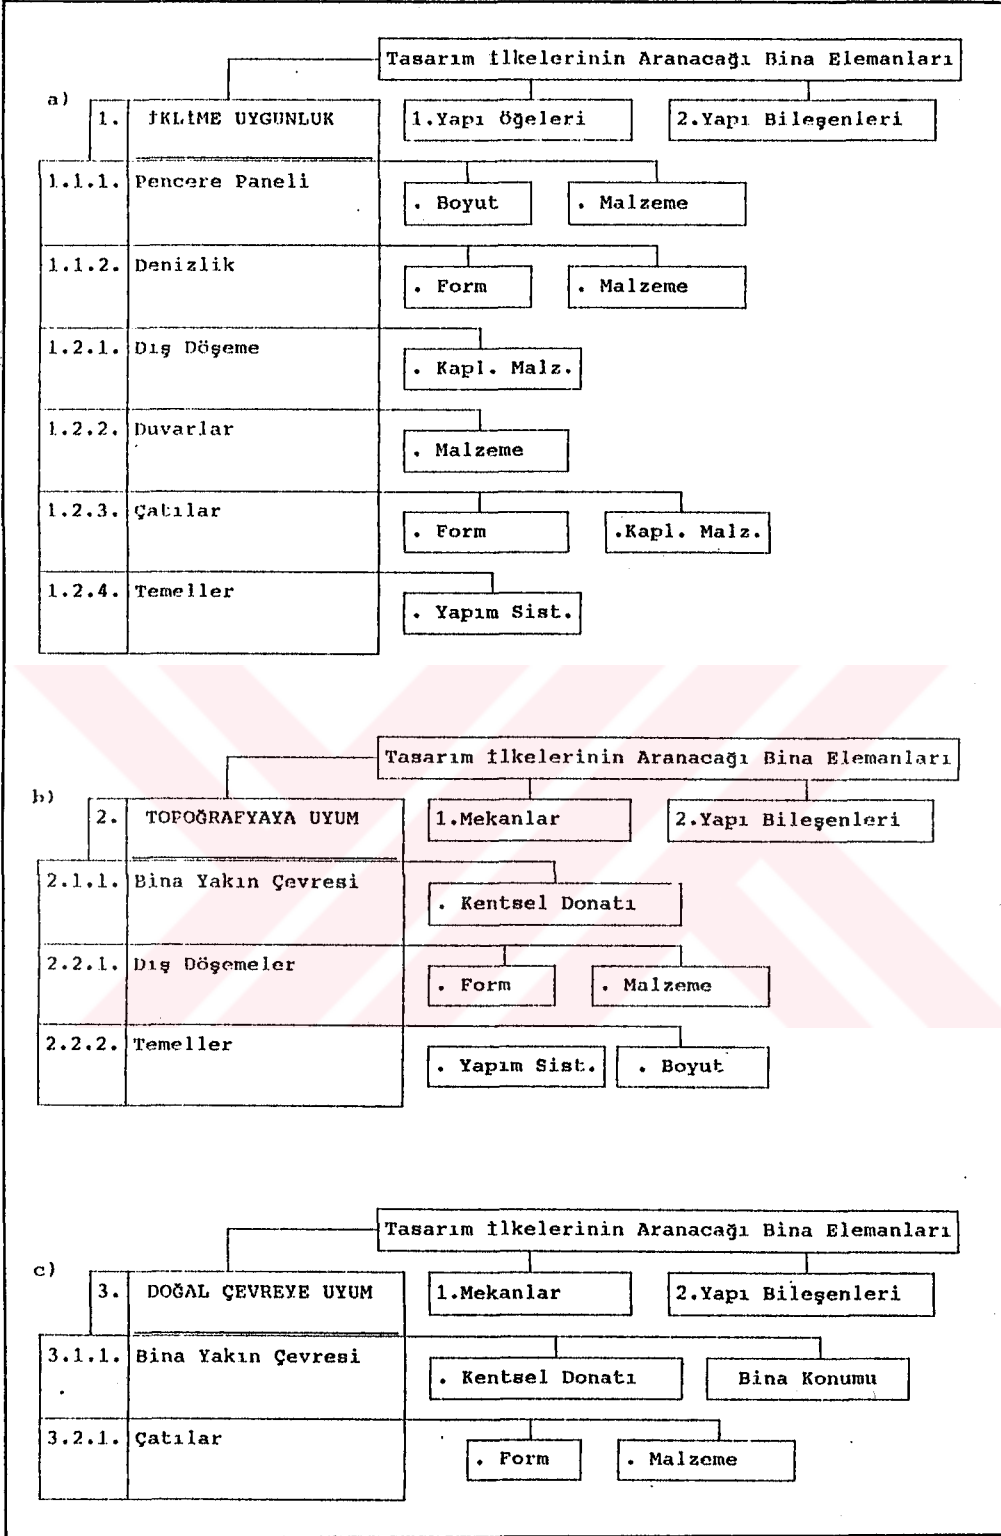 Tasarım İlkelerinin Aranacağı Bina Elemanları
a)
1. İKLİME UYGUNLUK 1.Yapı Öğeleri 2.Yapı Bileşenleri
1.1.1. Pencere Paneli
. Boyut . Malzeme
1.1.2. Denizlik
. Form . Malzeme
1.2.1. Dış Döşeme
. Kapl. Malz.
1.2.2. Duvarlar
. Malzeme
1.2.3. Çatılar
. Form .Kapl. Malz.
1.2.4. Temeller
. Yapım Sist.
Tasarım İlkelerinin Aranacağı Bina Elemanları
b)
2. TOPOĞRAFYAYA UYUM 1.Mekanlar 2.Yapı Bileşenleri
2.1.1. Bina Yakın Çevresi
. Kentsel Donatı
2.2.1. Dış Döşemeler
. Form . Malzeme
2.2.2. Temeller
. Yapım Sist. . Boyut
Tasarım İlkelerinin Aranacağı Bina Elemanları
c)
3. DOĞAL ÇEVREYE UYUM 1.Mekanlar 2.Yapı Bileşenleri
3.1.1. Bina Yakın Çevresi
. Kentsel Donatı Bina Konumu
3.2.1. Çatılar
. Form . Malzeme